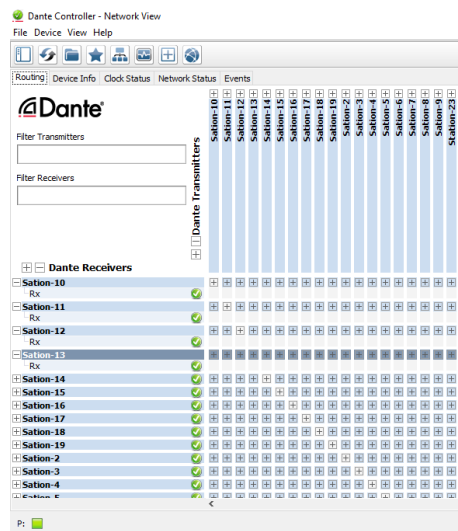 Dante Controller - Network View
File Device View Help
Routing Device Info Clock Status Network Status Events
Dante®
Filter Transmitters
Filter Receivers
Dante Transmitters
Sation-10
Sation-11
Sation-12
Sation-13
Sation-14
Sation-15
Sation-16
Sation-17
Sation-18
Sation-19
Sation-2
Sation-3
Sation-4
Sation-5
Sation-6
Sation-7
Sation-8
Sation-9
Station-23
Dante Receivers
Sation-10
Rx
Sation-11
Rx
Sation-12
Rx
Sation-13
Rx
Sation-14
Sation-15
Sation-16
Sation-17
Sation-18
Sation-19
Sation-2
Sation-3
Sation-4
Sation-5
P: